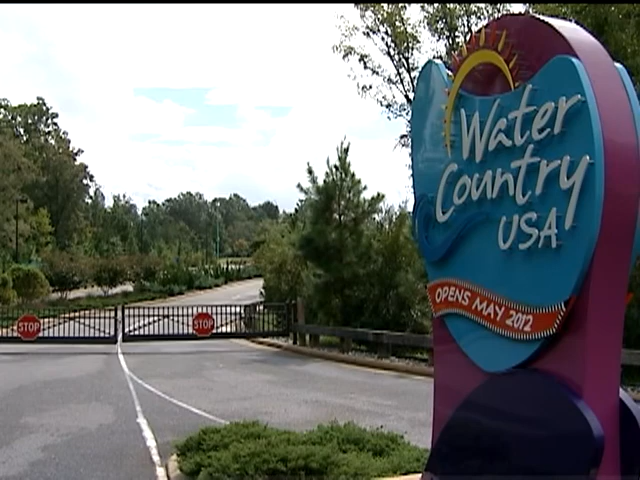 Water
Country
USA
OPENS MAY 2012
STOP
STOP